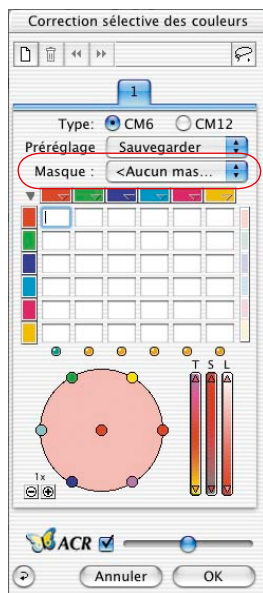 Correction sélective des couleurs
1
Type: CM6 CM12
Préréglage Sauvegarder
Masque : <Aucun mas...
T S L
1x
ACR
Annuler OK